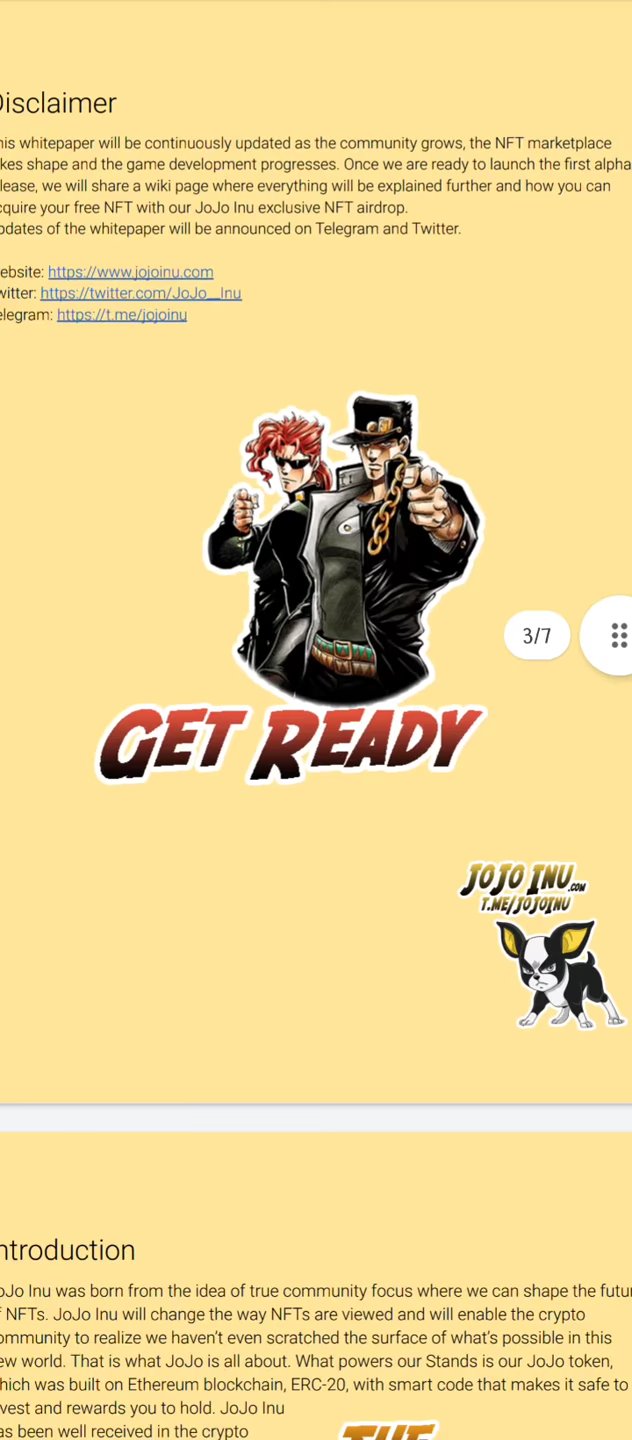 Disclaimer
his whitepaper will be continuously updated as the community grows, the NFT marketplace
kes shape and the game development progresses. Once we are ready to launch the first alpha
lease, we will share a wiki page where everything will be explained further and how you can
cquire your free NFT with our JoJo Inu exclusive NFT airdrop.
pdates of the whitepaper will be announced on Telegram and Twitter.
ebsite: https://www.jojoinu.com
witter: https://twitter.com/JoJo__Inu
elegram: https://t.me/jojoinu
3/7
GET READY
JOJO INU.COM
T.ME/JOJOINU
ntroduction
oJo Inu was born from the idea of true community focus where we can shape the futur
f NFTs. JoJo Inu will change the way NFTs are viewed and will enable the crypto
ommunity to realize we haven't even scratched the surface of what's possible in this
ew world. That is what JoJo is all about. What powers our Stands is our JoJo token,
hich was built on Ethereum blockchain, ERC-20, with smart code that makes it safe to
vest and rewards you to hold. JoJo Inu
as been well received in the crypto
THE